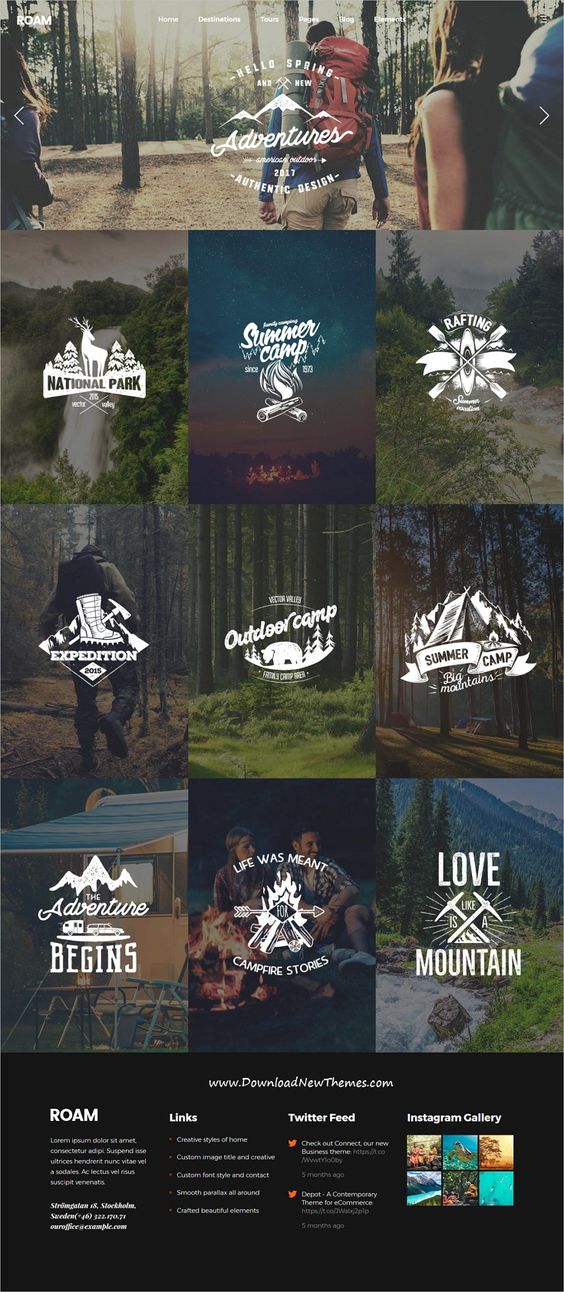 ROAM
Home Destinations Tours Pages Blog Elements
HELLO SPRING
AND NEW
Adventures
american outdoor
2017
AUTHENTIC DESIGN
NATIONAL PARK
2015
vector valley
family camping
Summer
camp
since 1973
RAFTING
Summer
vacation
EXPEDITION
2015
VECTOR VALLEY
Outdoor camp
FAMILY CAMP AREA
SUMMER CAMP
Big
mountains
THE
Adventure
BEGINS
LIFE WAS MEANT
FOR
CAMPFIRE STORIES
LOVE
LIKE
IS A
MOUNTAIN
www.DownloadNewThemes.com
ROAM
Lorem ipsum dolor sit amet,
consectetur adipi. Suspend isse
ultrices hendrerit nunc vitae vel
a sodales. Ac lectus vel risus
suscipit venenatis.
Strömgatan 18, Stockholm,
Sweden(+46) 322.170.71
ouroffice@example.com
Links
Creative styles of home
Custom image title and creative
Custom font style and contact
Smooth parallax all around
Crafted beautiful elements
Twitter Feed
Check out Connect, our new
Business theme: https://t.co
5 months ago
Depot - A Contemporary
Theme for eCommerce:
5 months ago
Instagram Gallery